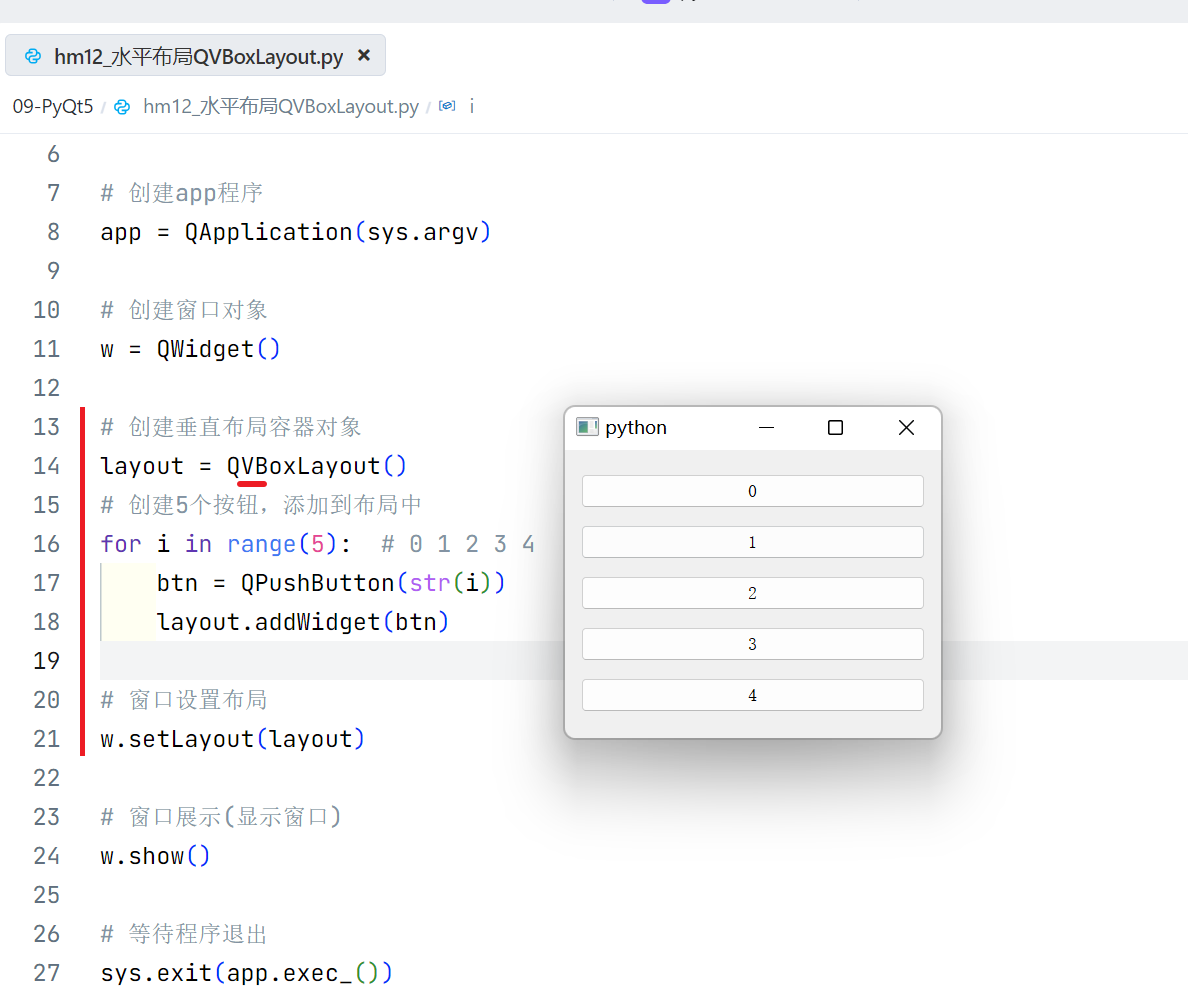 hm12_水平布局QVBoxLayout.py
09-PyQt5 / hm12_水平布局QVBoxLayout.py / i
6
7 # 创建app程序
8 app = QApplication(sys.argv)
9
10 # 创建窗口对象
11 w = QWidget()
12
13 # 创建垂直布局容器对象
14 layout = QVBoxLayout()
15 # 创建5个按钮，添加到布局中
16 for i in range(5):  # 0 1 2 3 4
17     btn = QPushButton(str(i))
18     layout.addWidget(btn)
19
20 # 窗口设置布局
21 w.setLayout(layout)
22
23 # 窗口展示(显示窗口)
24 w.show()
25
26 # 等待程序退出
27 sys.exit(app.exec_())
python
0
1
2
3
4